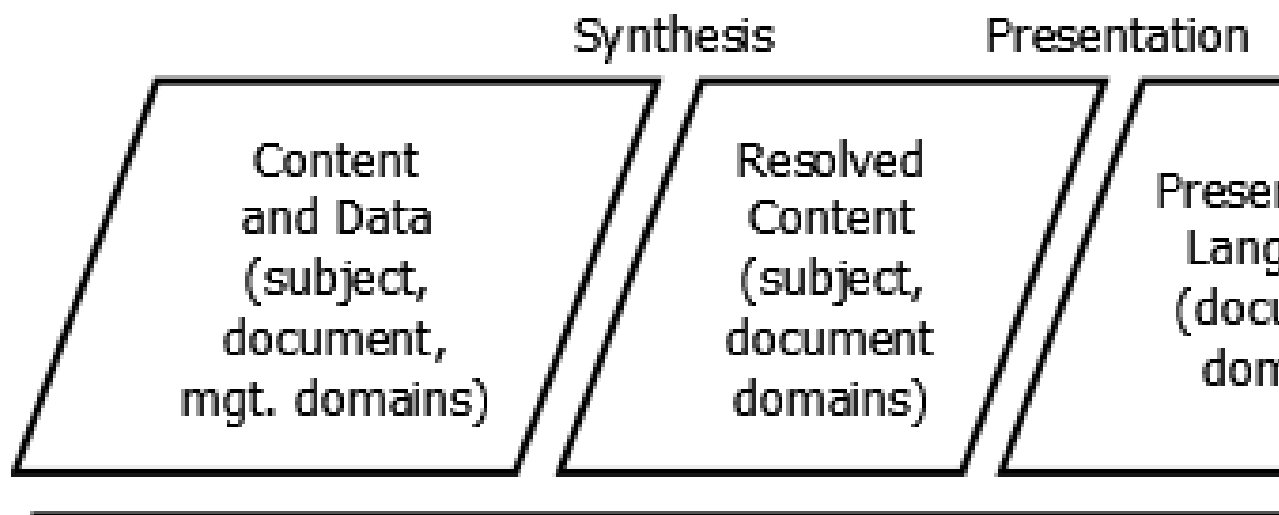 Synthesis
Presentation
Content
and Data
(subject,
document,
mgt. domains)
Resolved
Content
(subject,
document
domains)